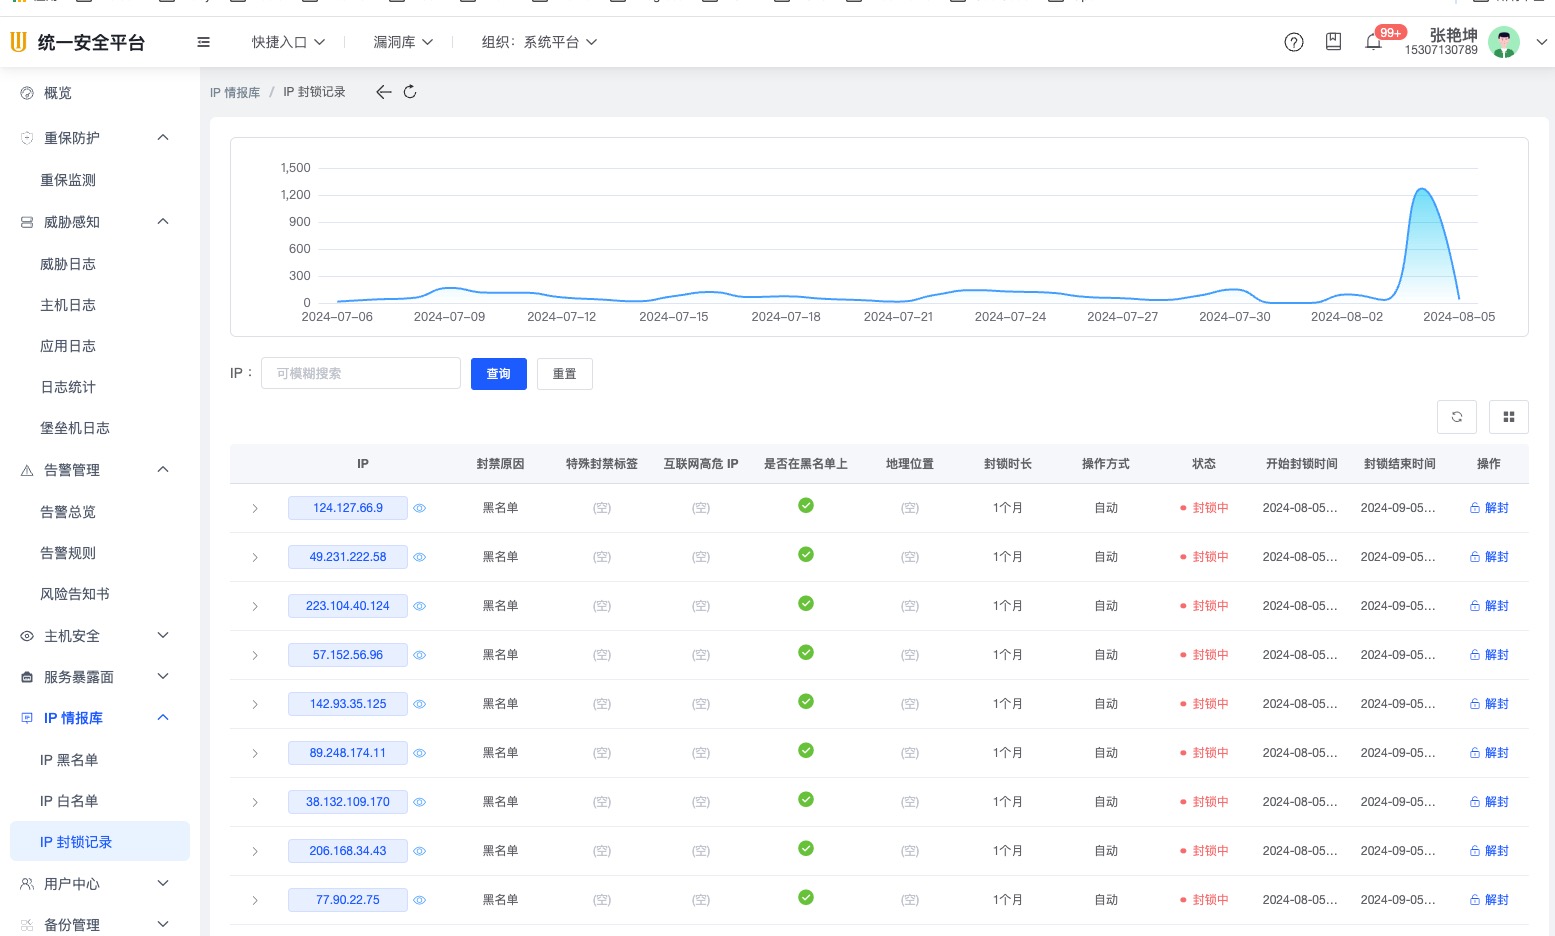 统一安全平台 快捷入口 漏洞库 组织：系统平台 99+ 张艳坤
15307130789
概览
重保防护
重保监测
威胁感知
威胁日志
主机日志
应用日志
日志统计
堡垒机日志
告警管理
告警总览
告警规则
风险告知书
主机安全
服务暴露面
IP 情报库
IP 黑名单
IP 白名单
IP 封锁记录
用户中心
备份管理
IP 情报库 / IP 封锁记录
1,500
1,200
900
600
300
0
2024-07-06 2024-07-09 2024-07-12 2024-07-15 2024-07-18 2024-07-21 2024-07-24 2024-07-27 2024-07-30 2024-08-02 2024-08-05
IP： 可模糊搜索 查询 重置
IP 封禁原因 特殊封禁标签 互联网高危 IP 是否在黑名单上 地理位置 封锁时长 操作方式 状态 开始封锁时间 封锁结束时间 操作
124.127.66.9 黑名单 (空) (空) (空) 1个月 自动 封锁中 2024-08-05... 2024-09-05... 解封
49.231.222.58 黑名单 (空) (空) (空) 1个月 自动 封锁中 2024-08-05... 2024-09-05... 解封
223.104.40.124 黑名单 (空) (空) (空) 1个月 自动 封锁中 2024-08-05... 2024-09-05... 解封
57.152.56.96 黑名单 (空) (空) (空) 1个月 自动 封锁中 2024-08-05... 2024-09-05... 解封
142.93.35.125 黑名单 (空) (空) (空) 1个月 自动 封锁中 2024-08-05... 2024-09-05... 解封
89.248.174.11 黑名单 (空) (空) (空) 1个月 自动 封锁中 2024-08-05... 2024-09-05... 解封
38.132.109.170 黑名单 (空) (空) (空) 1个月 自动 封锁中 2024-08-05... 2024-09-05... 解封
206.168.34.43 黑名单 (空) (空) (空) 1个月 自动 封锁中 2024-08-05... 2024-09-05... 解封
77.90.22.75 黑名单 (空) (空) (空) 1个月 自动 封锁中 2024-08-05... 2024-09-05... 解封